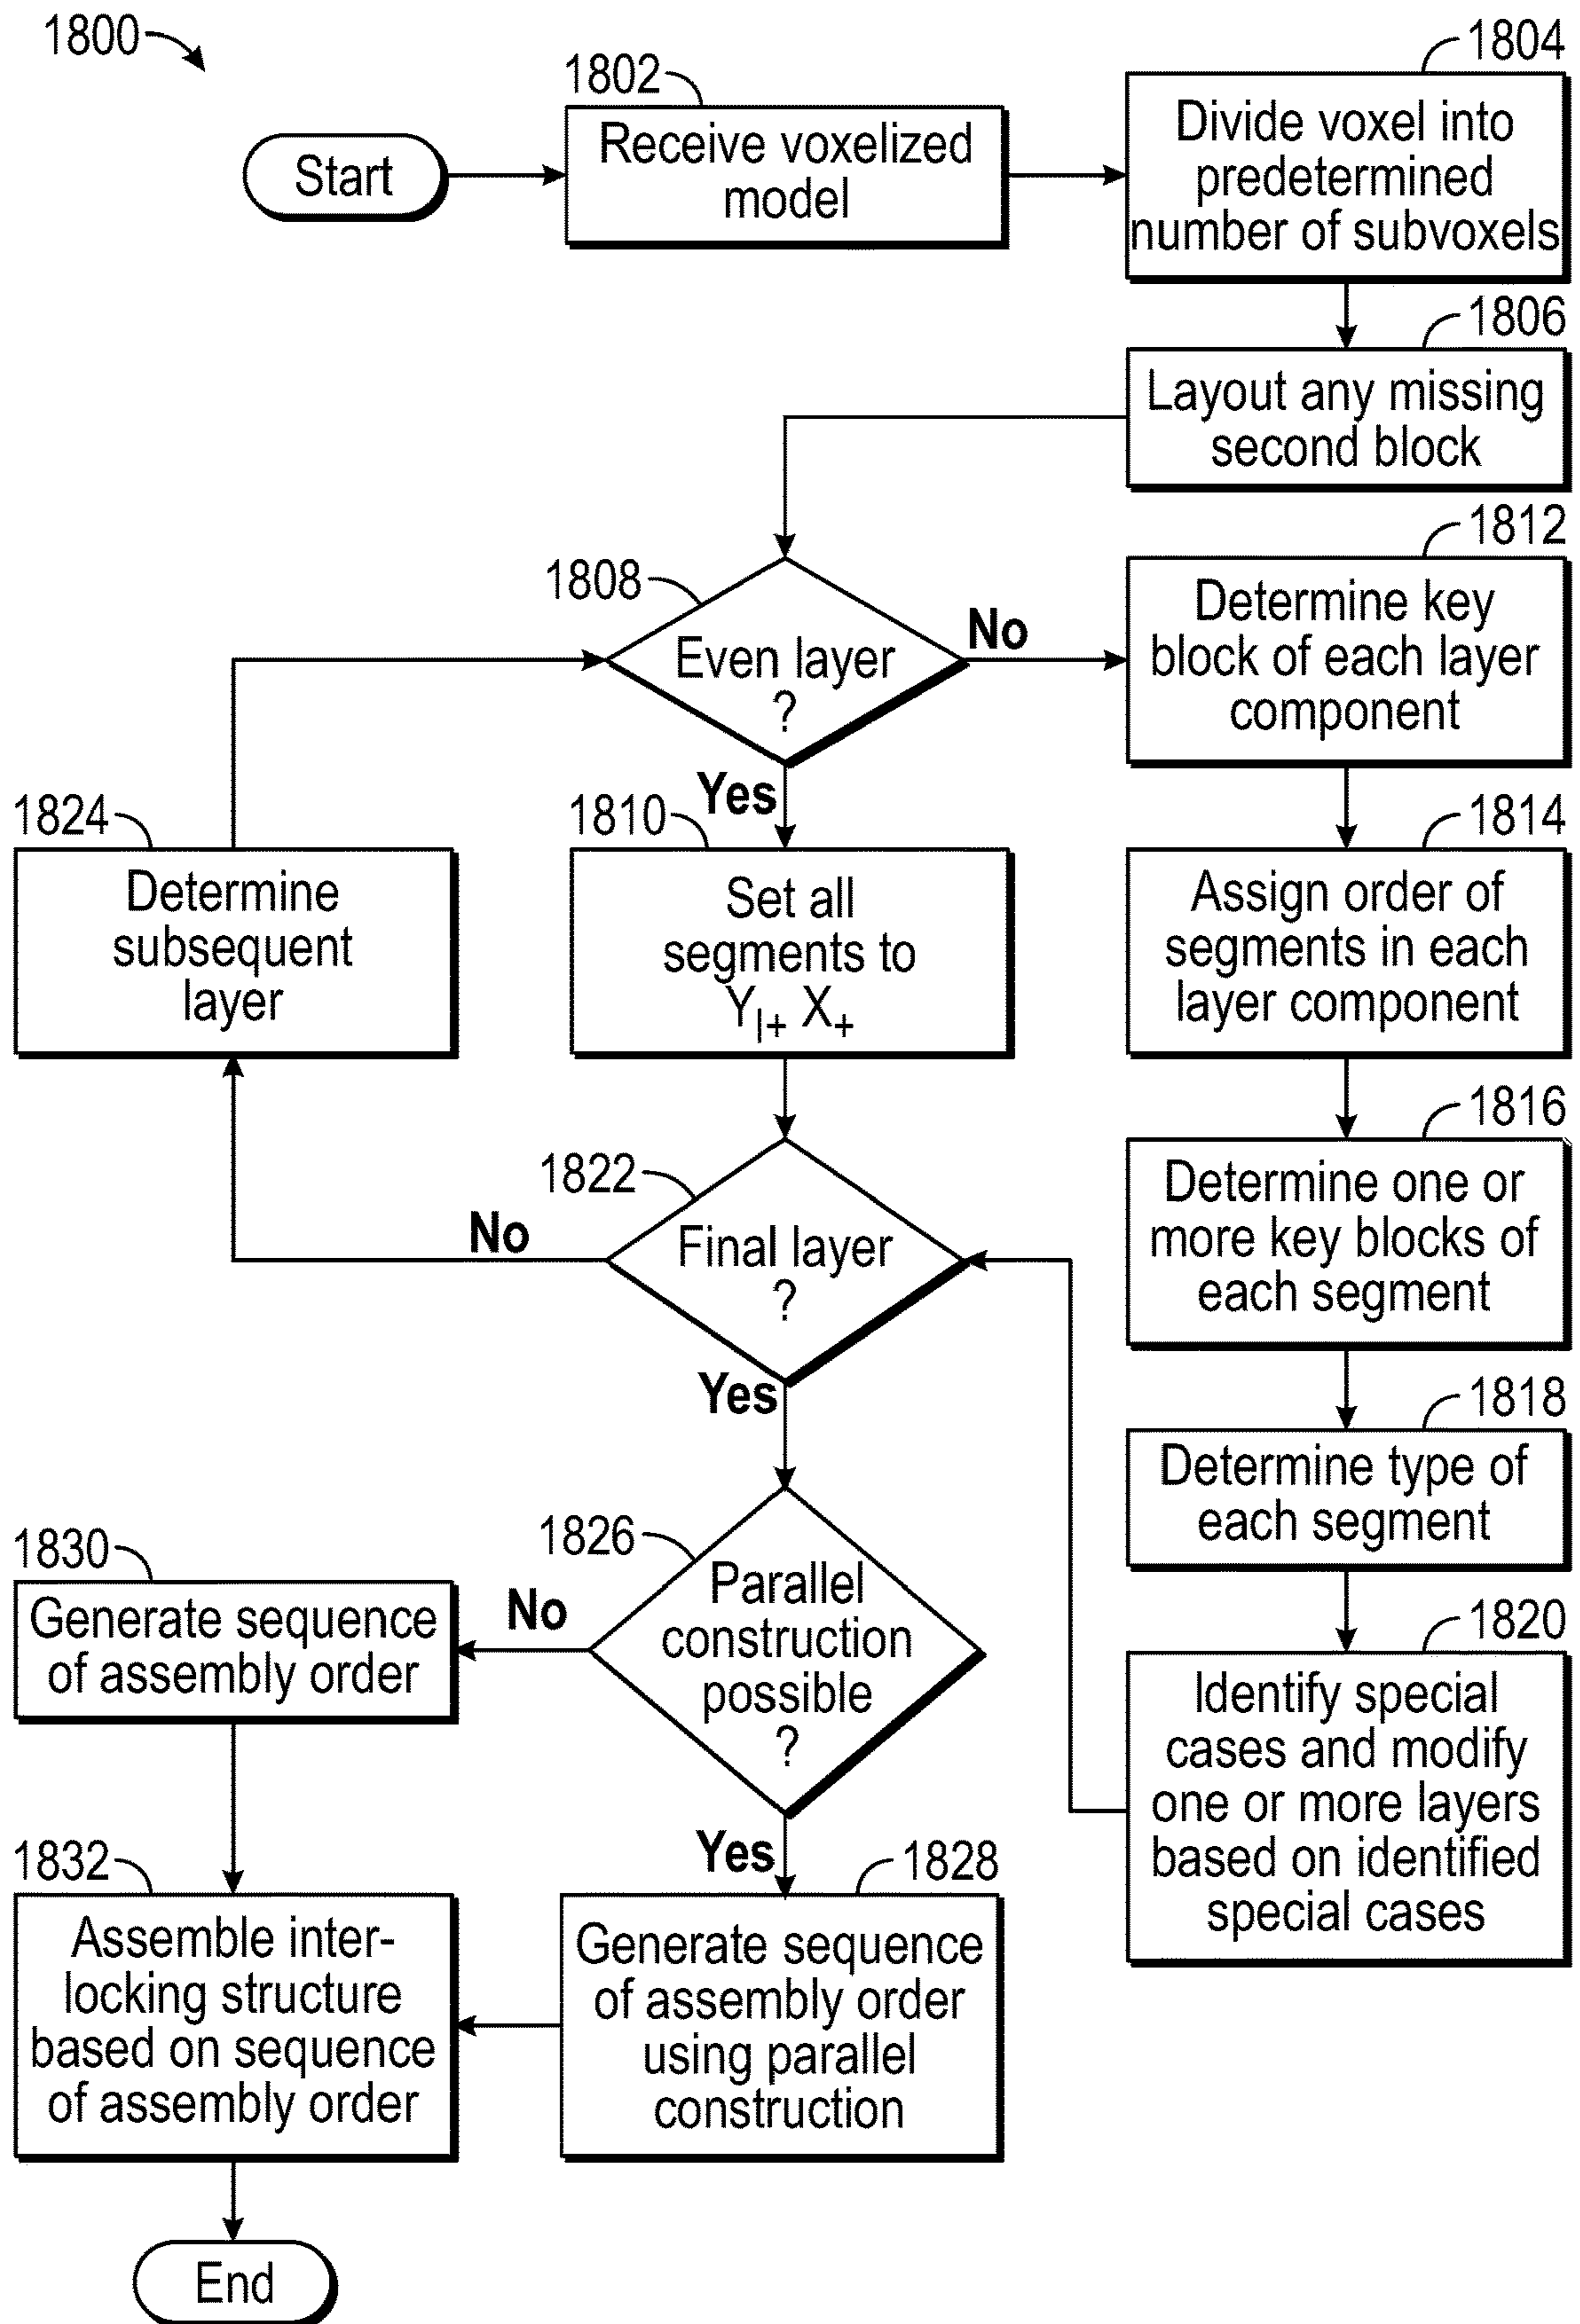 1800
1802
1804
Start
Receive voxelized
model
Divide voxel into
predetermined
number of subvoxels
1806
Layout any missing
second block
1808
Even layer
?
No
Yes
1812
Determine key
block of each layer
component
1824
Determine
subsequent
layer
1810
Set all
segments to
Y|+ X+
1814
Assign order of
segments in each
layer component
1816
Determine one or
more key blocks of
each segment
1822
Final layer
?
No
Yes
1818
Determine type of
each segment
1826
Parallel
construction
possible
?
No
Yes
1830
Generate sequence
of assembly order
1820
Identify special
cases and modify
one or more layers
based on identified
special cases
1832
Assemble inter-
locking structure
based on sequence
of assembly order
1828
Generate sequence
of assembly order
using parallel
construction
End